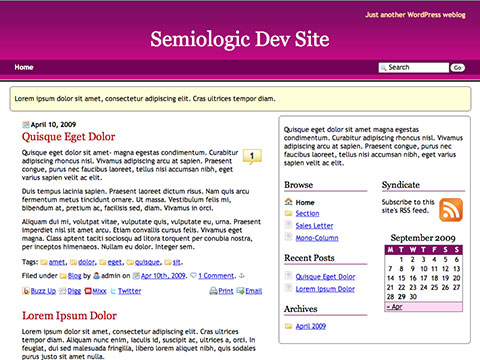 Just another WordPress weblog
Semiologic Dev Site
Home
Search
Go
Lorem ipsum dolor sit amet, consectetur adipiscing elit. Cras ultrices tempor diam.
April 10, 2009
Quisque Eget Dolor
Quisque eget dolor sit amet- magna egestas condimentum. Curabitur
adipiscing rhoncus nisl. Vivamus adipiscing arcu at sapien. Praesent
congue, purus nec faucibus laoreet, tellus nisi accumsan nibh, eget
varius sapien velit ac elit.
1
Duis tempus lacinia sapien. Praesent laoreet dictum risus. Nam quis arcu
fermentum metus tincidunt ornare. Ut massa. Vestibulum felis mi,
bibendum at, pretium ac, facilisis sed, diam. Vivamus in orci.
Aliquam dui mi, volutpat vitae, vulputate quis, vulputate eu, urna. Praesent
imperdiet nisl sit amet arcu. Etiam convallis cursus felis. Vivamus eget
magna. Class aptent taciti sociosqu ad litora torquent per conubia nostra,
per inceptos himenaeos. Nullam eu dolor. Integer sem.
Tags: amet, dolor, eget, quisque, sit.
Filed under Blog by admin on Apr 10th, 2009. 1 Comment.
Buzz Up Digg Mixx Twitter Print Email
Lorem Ipsum Dolor
Lorem ipsum dolor sit amet, consectetur adipiscing elit. Cras ultrices
tempor diam. Aliquam nunc enim, iaculis id, suscipit ac, ultrices a, orci. In
feugiat, dui sed malesuada fringilla, libero lorem aliquet nibh, quis sodales
massa tortor sit amet nulla.
Quisque eget dolor sit amet magna egestas
condimentum. Curabitur adipiscing rhoncus nisl.
Vivamus adipiscing arcu at sapien. Praesent
congue, purus nec faucibus laoreet, tellus nisi
accumsan nibh, eget varius sapien velit ac elit.
Browse
Home
Section
Sales Letter
Mono-Column
Recent Posts
Quisque Eget Dolor
Lorem Ipsum Dolor
Archives
April 2009
Syndicate
Subscribe to this
site's RSS feed.
September 2009
M T W T F S S
1 2 3 4 5 6
7 8 9 10 11 12 13
14 15 16 17 18 19 20
21 22 23 24 25 26 27
28 29 30
« Apr